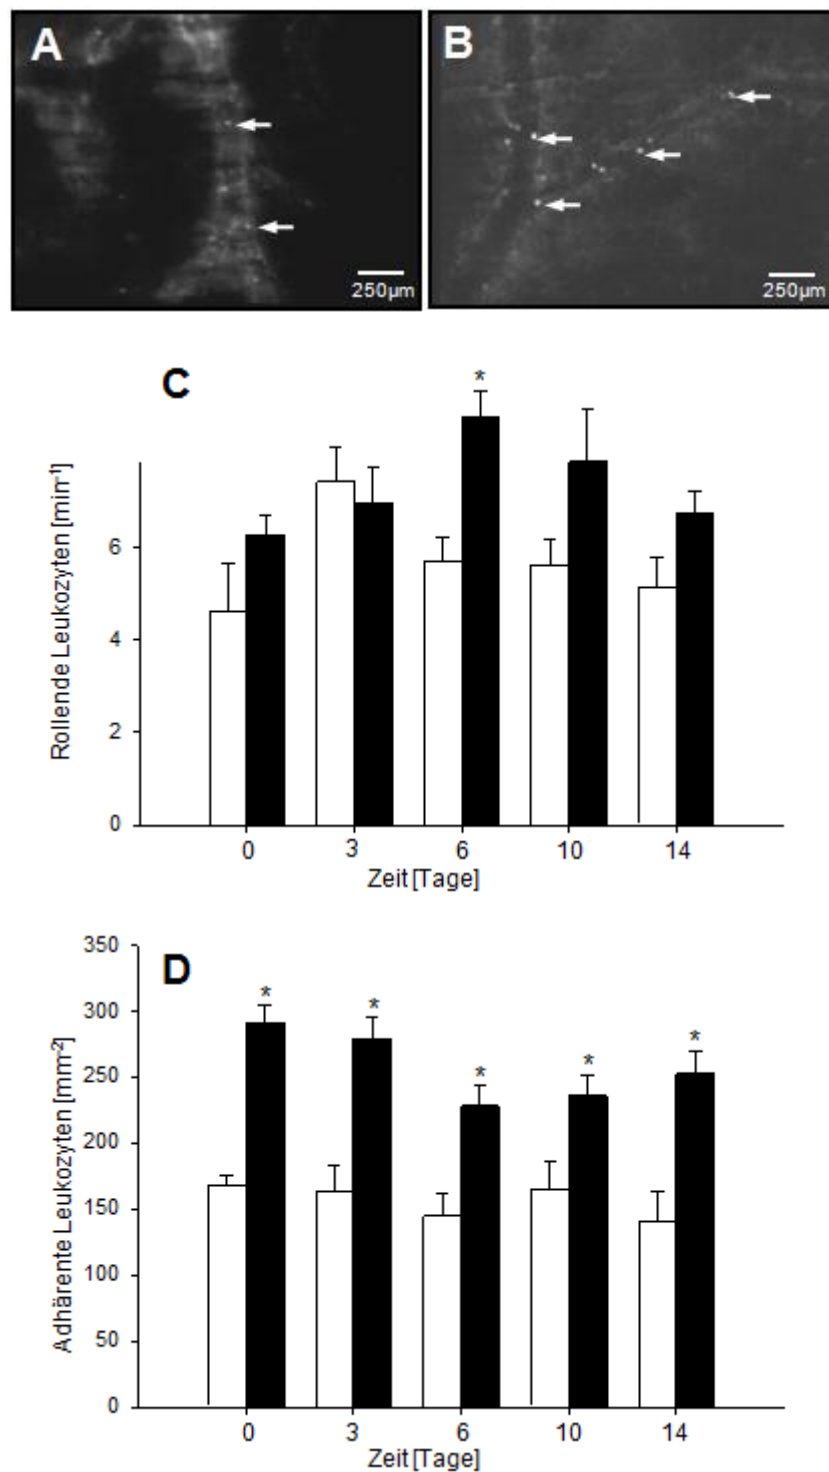 A
B
250µm
250µm
C
*
Rollende Leukozyten [min-1]
6
4
2
0
0 3 6 10 14
Zeit [Tage]
D
350
300
250
200
150
100
50
0
* * * * *
Adhärente Leukozyten [mm-2]
0 3 6 10 14
Zeit [Tage]